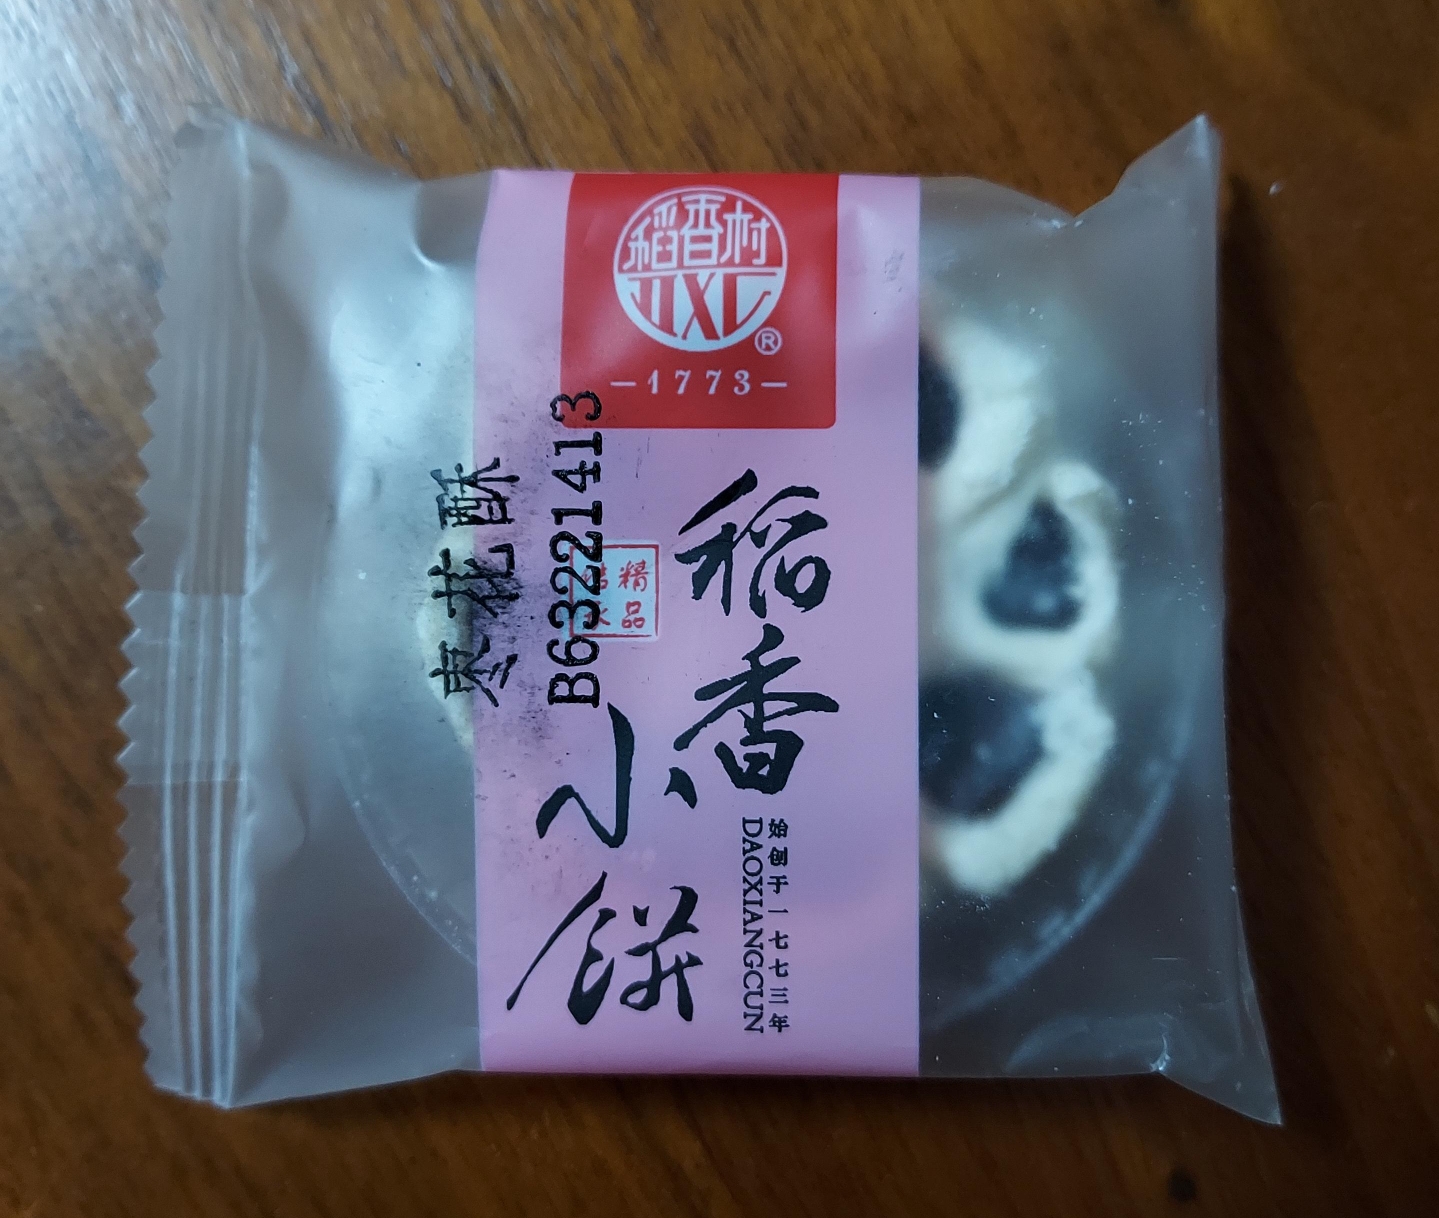 稻香村
DXC
®
—1773—
稻香
小饼
始创于一七七三年
DAOXIANGCUN
精品
枣花酥
B63221413